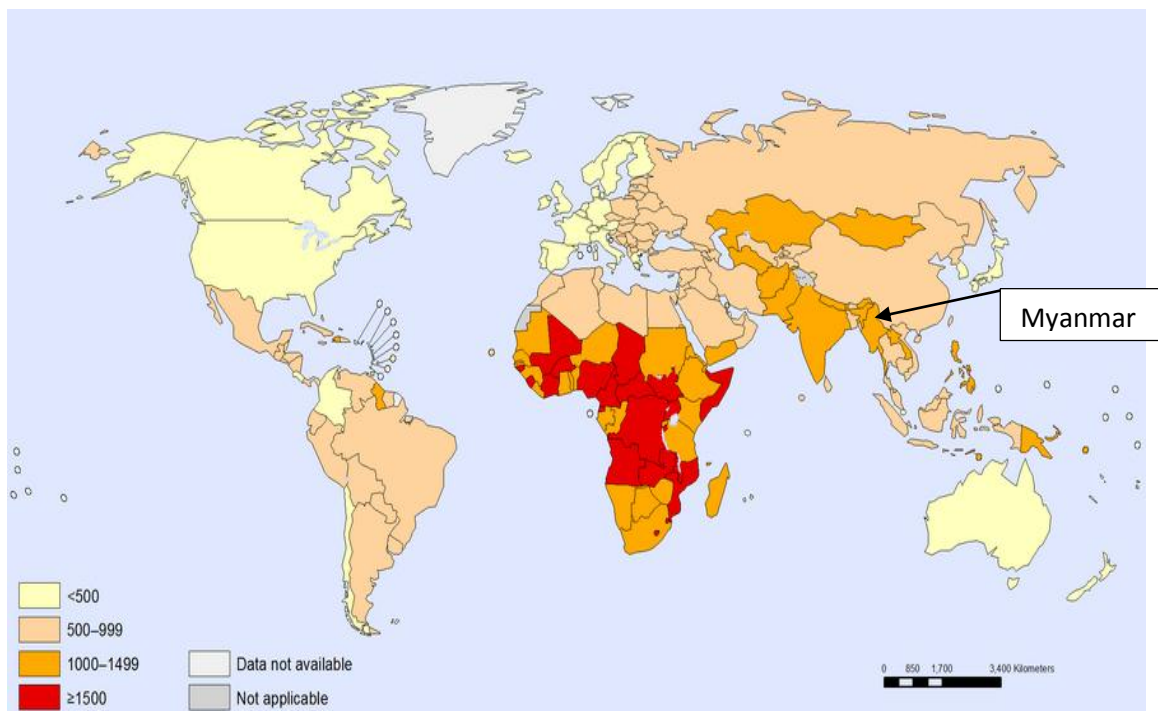 Myanmar
<500
500–999
1000–1499
≥1500
Data not available
Not applicable
0 850 1,700 3,400 Kilometers